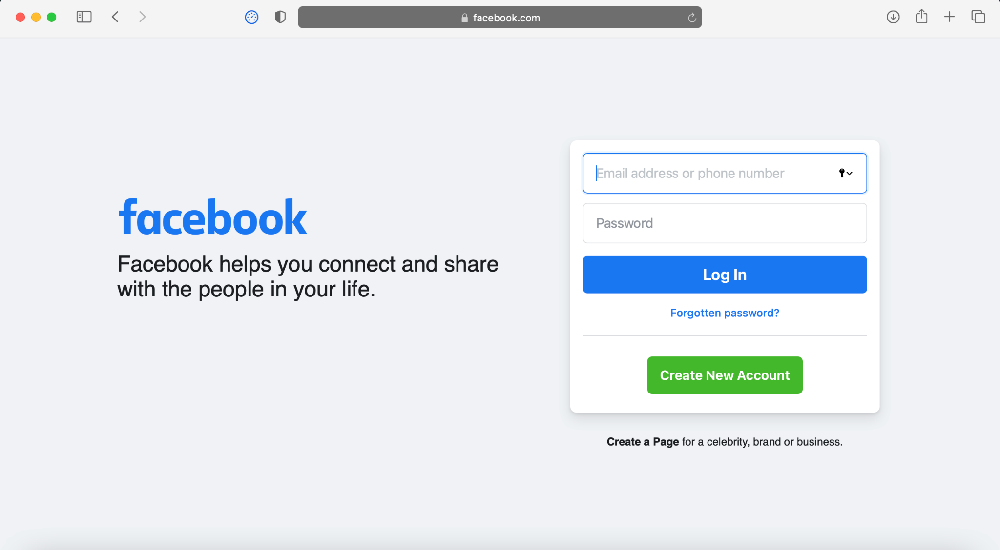 facebook.com
facebook
Facebook helps you connect and share
with the people in your life.
Email address or phone number
Password
Log In
Forgotten password?
Create New Account
Create a Page for a celebrity, brand or business.